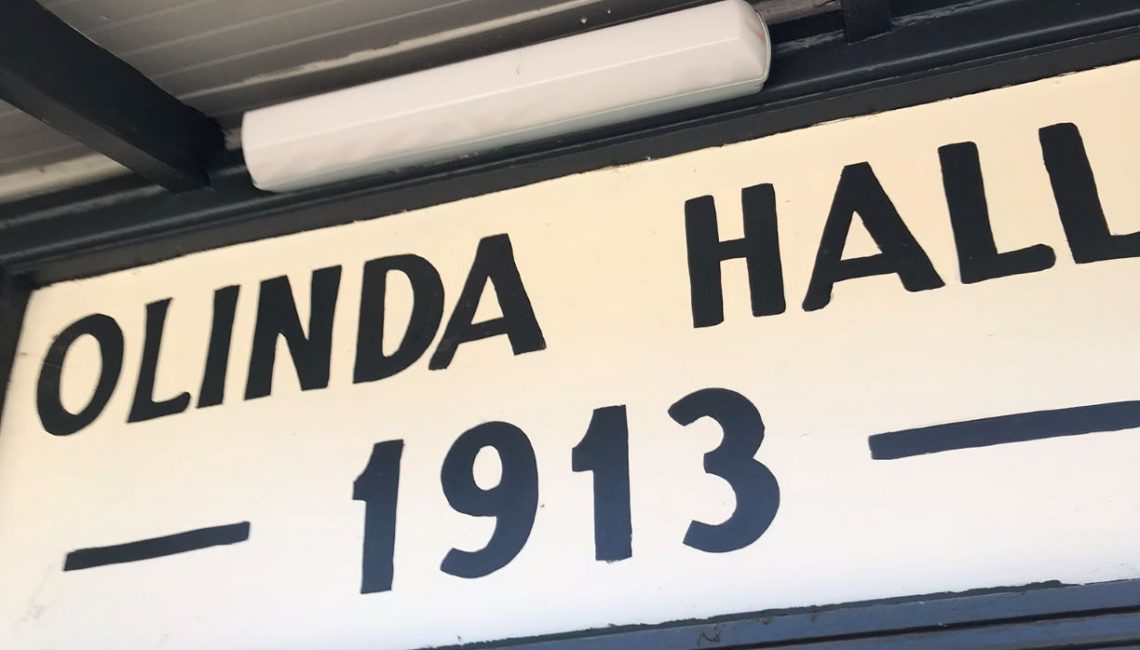 OLINDA HALL
— 1913 —